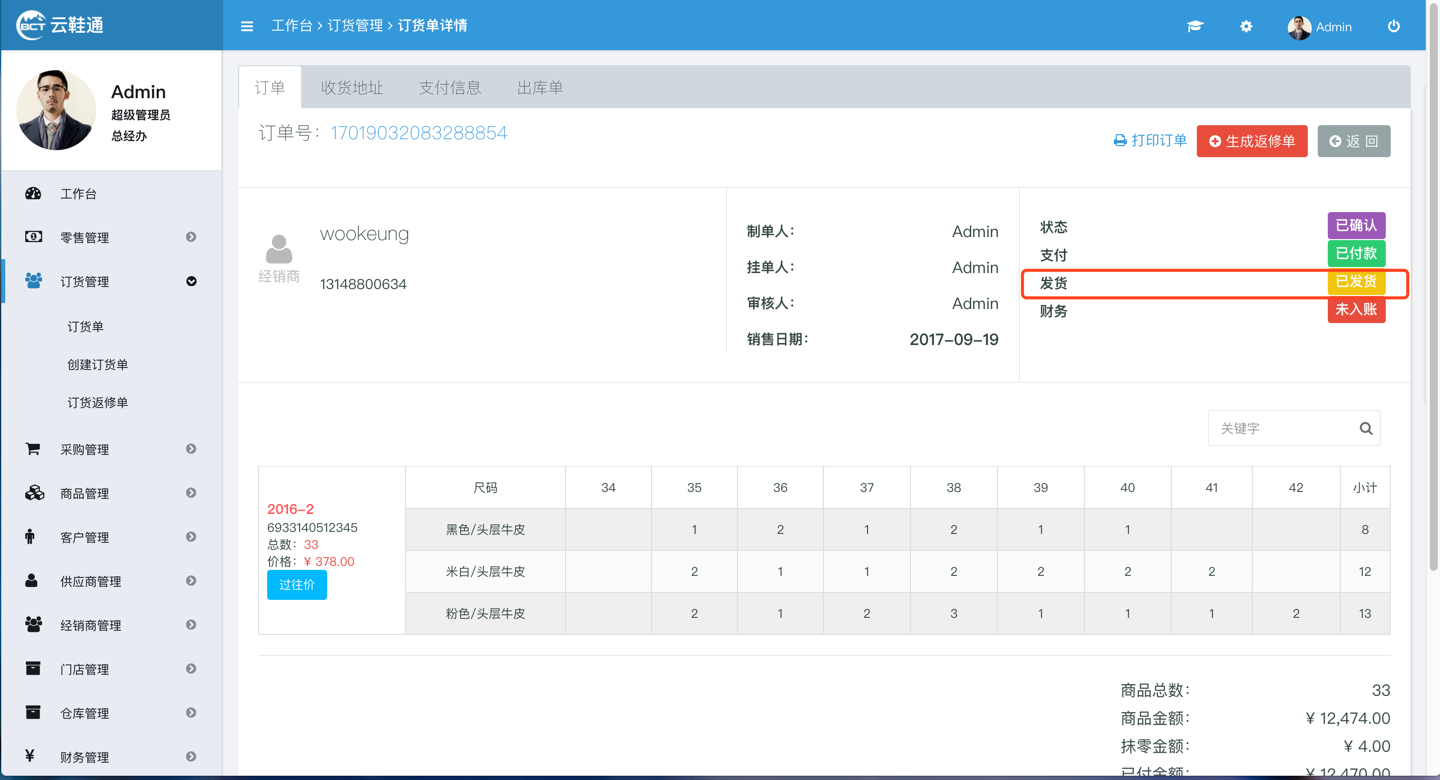 BCT 云鞋通
工作台 > 订货管理 > 订货单详情
Admin
Admin
超级管理员
总经办
工作台
零售管理
订货管理
订货单
创建订货单
订货返修单
采购管理
商品管理
客户管理
供应商管理
经销商管理
门店管理
仓库管理
¥ 财务管理
订单 收货地址 支付信息 出库单
订单号: 17019032083288854
打印订单 生成返修单 返 回
经销商
wookeung
13148800634
制单人: Admin
挂单人: Admin
审核人: Admin
销售日期: 2017-09-19
状态 已确认
支付 已付款
发货 已发货
财务 未入账
关键字
2016-2
6933140512345
总数: 33
价格: ¥ 378.00
过往价
尺码 34 35 36 37 38 39 40 41 42 小计
黑色/头层牛皮 1 2 1 2 1 1 8
米白/头层牛皮 2 1 1 2 2 2 2 12
粉色/头层牛皮 2 1 2 3 1 1 1 2 13
商品总数: 33
商品金额: ¥ 12,474.00
抹零金额: ¥ 4.00
已付金额: ¥ 12,470.00